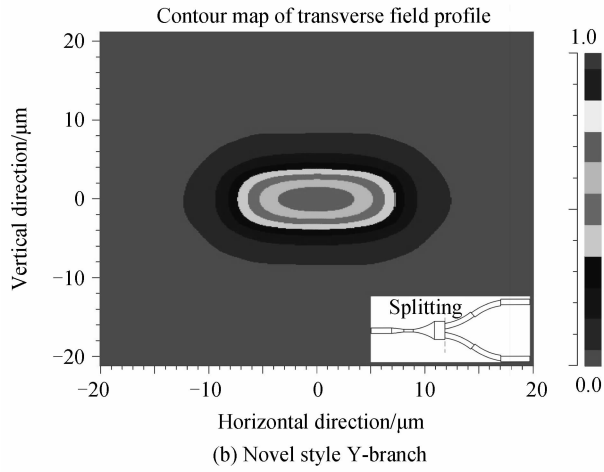 Contour map of transverse field profile
1.0
20
10
Vertical direction/μm
0
−10
Splitting
−20
0.0
−20
−10
0
10
20
Horizontal direction/μm
(b) Novel style Y-branch